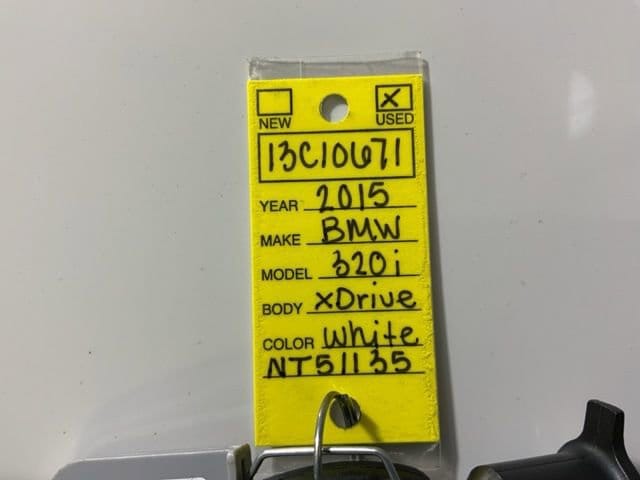 X
NEW USED
13C10671
YEAR 2015
MAKE BMW
MODEL 320i
BODY xDrive
COLOR White
NT51135